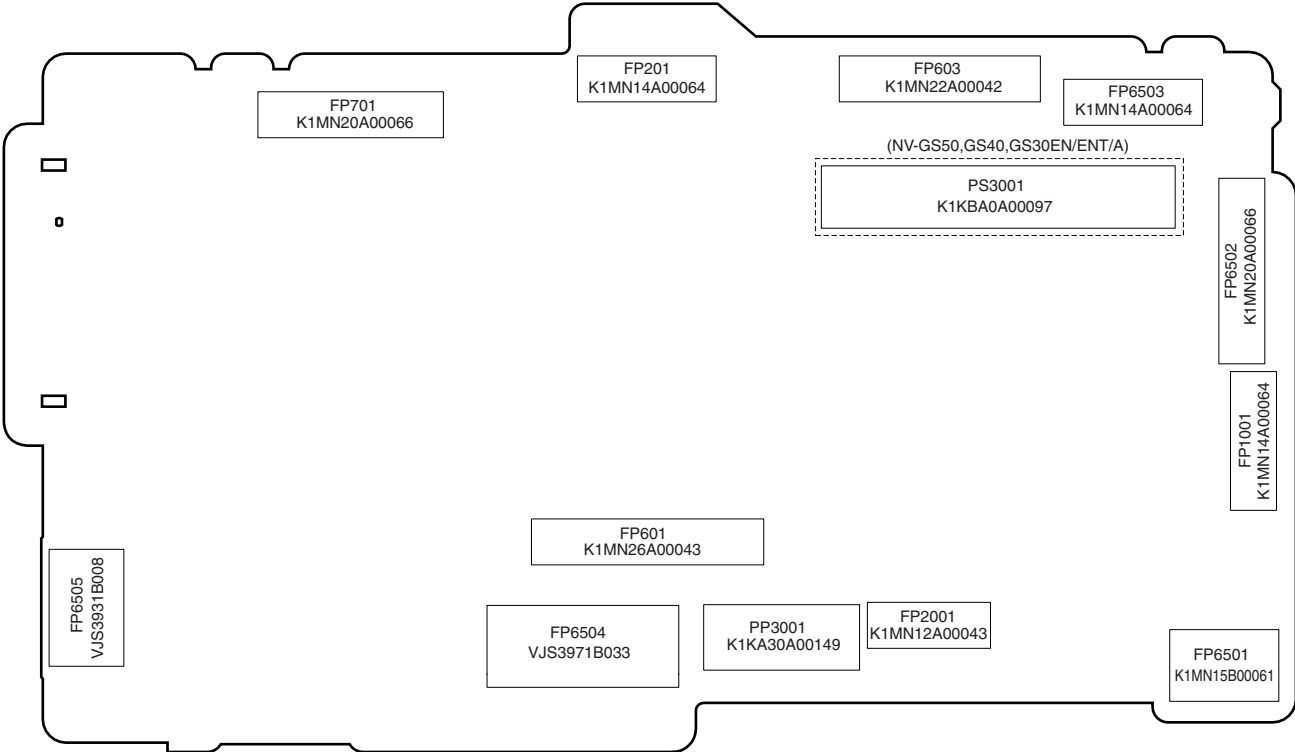 FP201
K1MN14A00064
FP603
K1MN22A00042
FP6503
K1MN14A00064
FP701
K1MN20A00066
(NV-GS50,GS40,GS30EN/ENT/A)
PS3001
K1KBA0A00097
FP6502
K1MN20A00066
FP1001
K1MN14A00064
FP601
K1MN26A00043
FP6505
VJS3931B008
FP6504
VJS3971B033
PP3001
K1KA30A00149
FP2001
K1MN12A00043
FP6501
K1MN15B00061